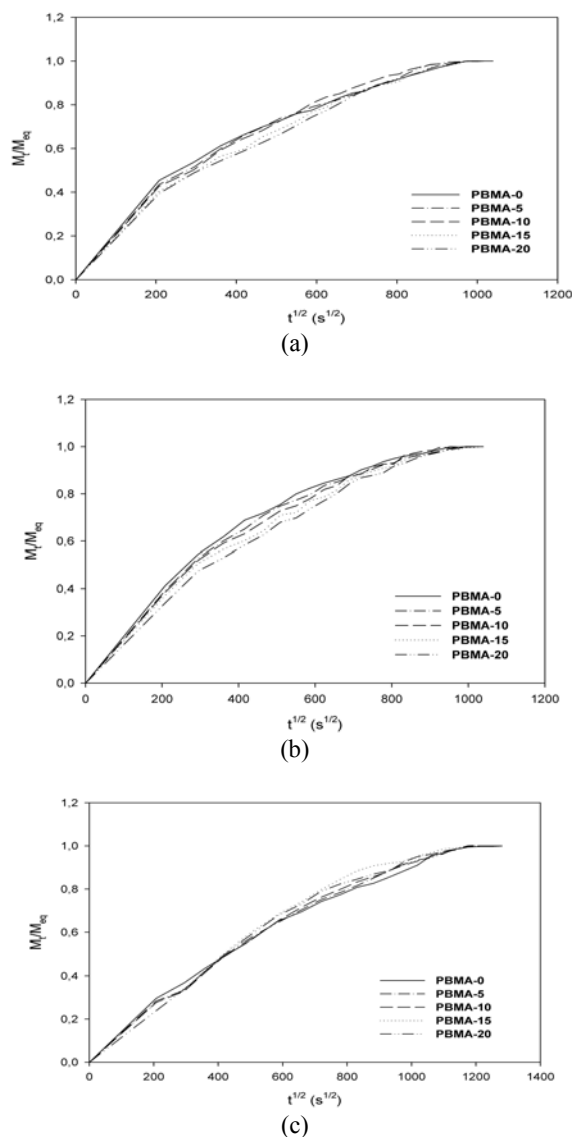 1,2
1,0
0,8
0,6
0,4
0,2
0,0
Mt/Meq
PBMA-0
PBMA-5
PBMA-10
PBMA-15
PBMA-20
0 200 400 600 800 1000 1200
t1/2 (s1/2)
(a)
1,2
1,0
0,8
0,6
0,4
0,2
0,0
Mt/Meq
PBMA-0
PBMA-5
PBMA-10
PBMA-15
PBMA-20
0 200 400 600 800 1000 1200
t1/2 (s1/2)
(b)
1,2
1,0
0,8
0,6
0,4
0,2
0,0
Mt/Meq
PBMA-0
PBMA-5
PBMA-10
PBMA-15
PBMA-20
0 200 400 600 800 1000 1200 1400
t1/2 (s1/2)
(c)